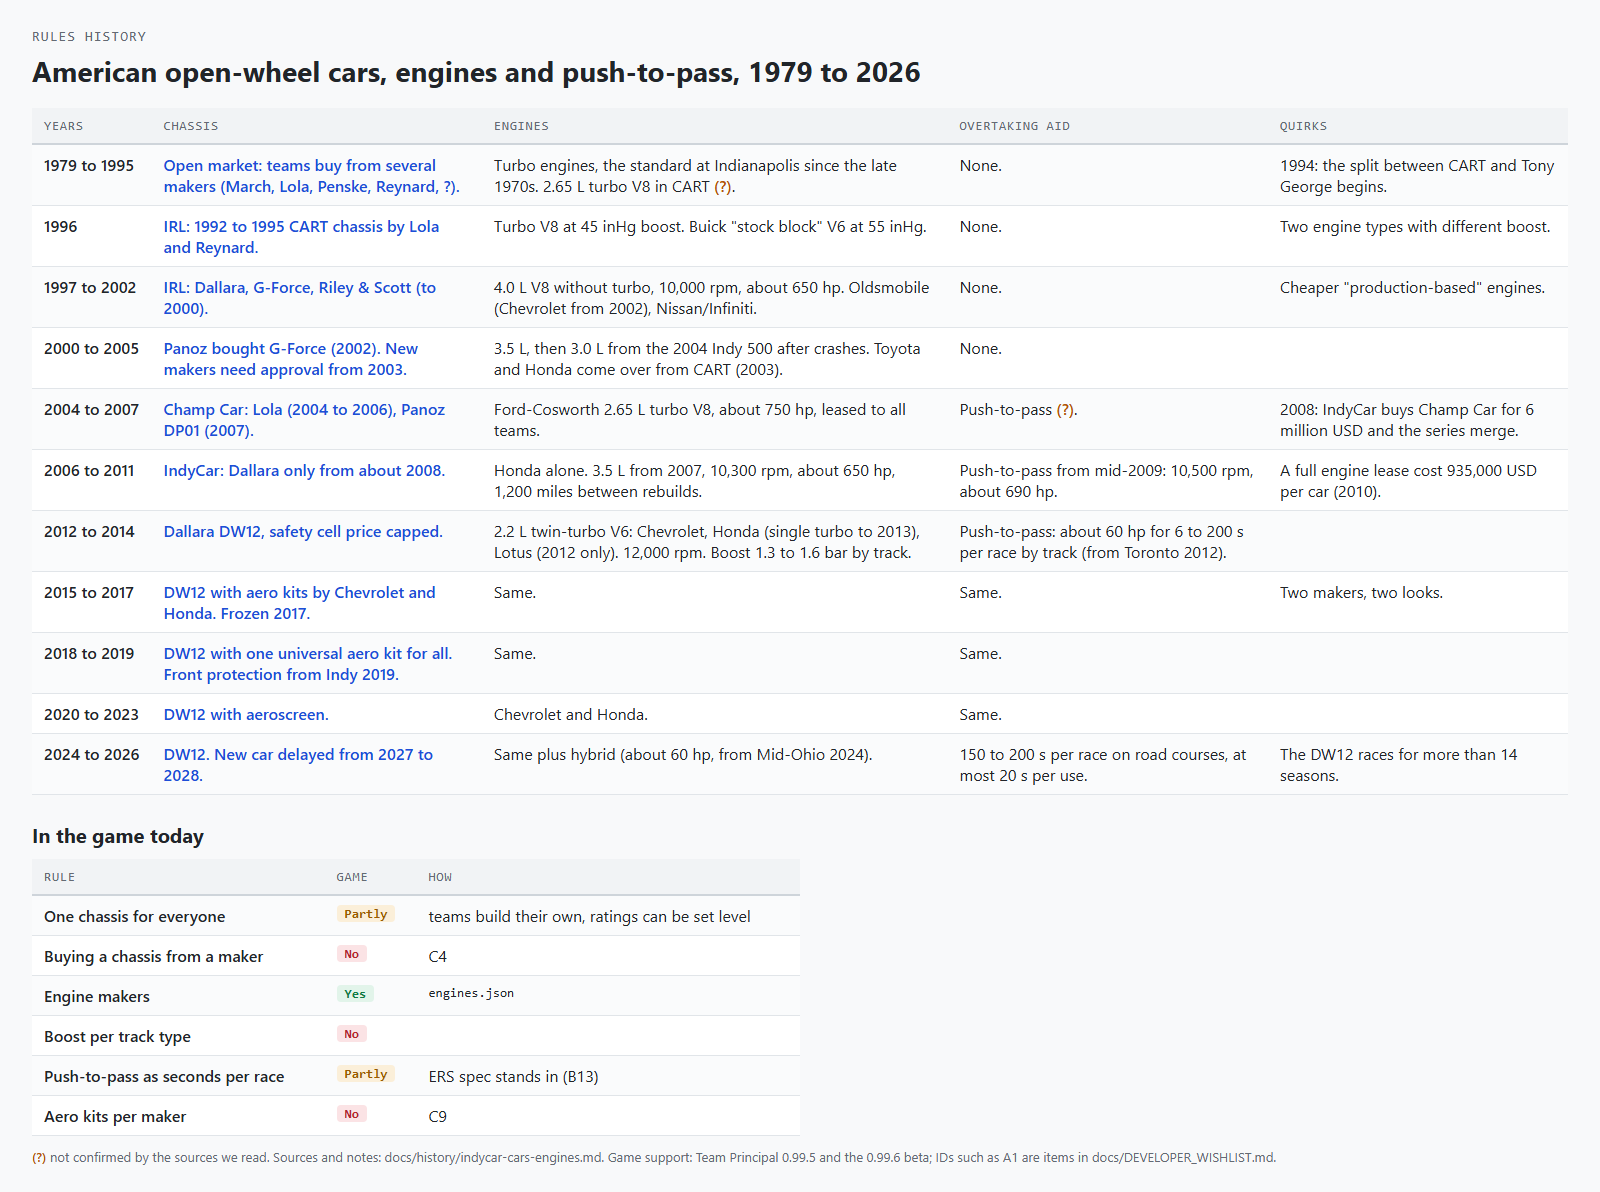 RULES HISTORY
American open-wheel cars, engines and push-to-pass, 1979 to 2026
YEARS CHASSIS ENGINES OVERTAKING AID QUIRKS
1979 to 1995 Open market: teams buy from several Turbo engines, the standard at Indianapolis since the late None. 1994: the split between CART and Tony
makers (March, Lola, Penske, Reynard, ?). 1970s. 2.65 L turbo V8 in CART (?). George begins.
1996 IRL: 1992 to 1995 CART chassis by Lola Turbo V8 at 45 inHg boost. Buick "stock block" V6 at 55 inHg. None. Two engine types with different boost.
and Reynard.
1997 to 2002 IRL: Dallara, G-Force, Riley & Scott (to 4.0 L V8 without turbo, 10,000 rpm, about 650 hp. Oldsmobile None. Cheaper "production-based" engines.
2000). (Chevrolet from 2002), Nissan/Infiniti.
2000 to 2005 Panoz bought G-Force (2002). New 3.5 L, then 3.0 L from the 2004 Indy 500 after crashes. Toyota None.
makers need approval from 2003. and Honda come over from CART (2003).
2004 to 2007 Champ Car: Lola (2004 to 2006), Panoz Ford-Cosworth 2.65 L turbo V8, about 750 hp, leased to all Push-to-pass (?). 2008: IndyCar buys Champ Car for 6
DP01 (2007). teams. million USD and the series merge.
2006 to 2011 IndyCar: Dallara only from about 2008. Honda alone. 3.5 L from 2007, 10,300 rpm, about 650 hp, Push-to-pass from mid-2009: 10,500 rpm, A full engine lease cost 935,000 USD
1,200 miles between rebuilds. about 690 hp. per car (2010).
2012 to 2014 Dallara DW12, safety cell price capped. 2.2 L twin-turbo V6: Chevrolet, Honda (single turbo to 2013), Push-to-pass: about 60 hp for 6 to 200 s
Lotus (2012 only). 12,000 rpm. Boost 1.3 to 1.6 bar by track. per race by track (from Toronto 2012).
2015 to 2017 DW12 with aero kits by Chevrolet and Same. Same. Two makers, two looks.
Honda. Frozen 2017.
2018 to 2019 DW12 with one universal aero kit for all. Same. Same.
Front protection from Indy 2019.
2020 to 2023 DW12 with aeroscreen. Chevrolet and Honda. Same.
2024 to 2026 DW12. New car delayed from 2027 to Same plus hybrid (about 60 hp, from Mid-Ohio 2024). 150 to 200 s per race on road courses, at The DW12 races for more than 14
2028. most 20 s per use. seasons.
In the game today
RULE GAME HOW
One chassis for everyone Partly teams build their own, ratings can be set level
Buying a chassis from a maker No C4
Engine makers Yes engines.json
Boost per track type No
Push-to-pass as seconds per race Partly ERS spec stands in (B13)
Aero kits per maker No C9
(?) not confirmed by the sources we read. Sources and notes: docs/history/indycar-cars-engines.md. Game support: Team Principal 0.99.5 and the 0.99.6 beta; IDs such as A1 are items in docs/DEVELOPER_WISHLIST.md.